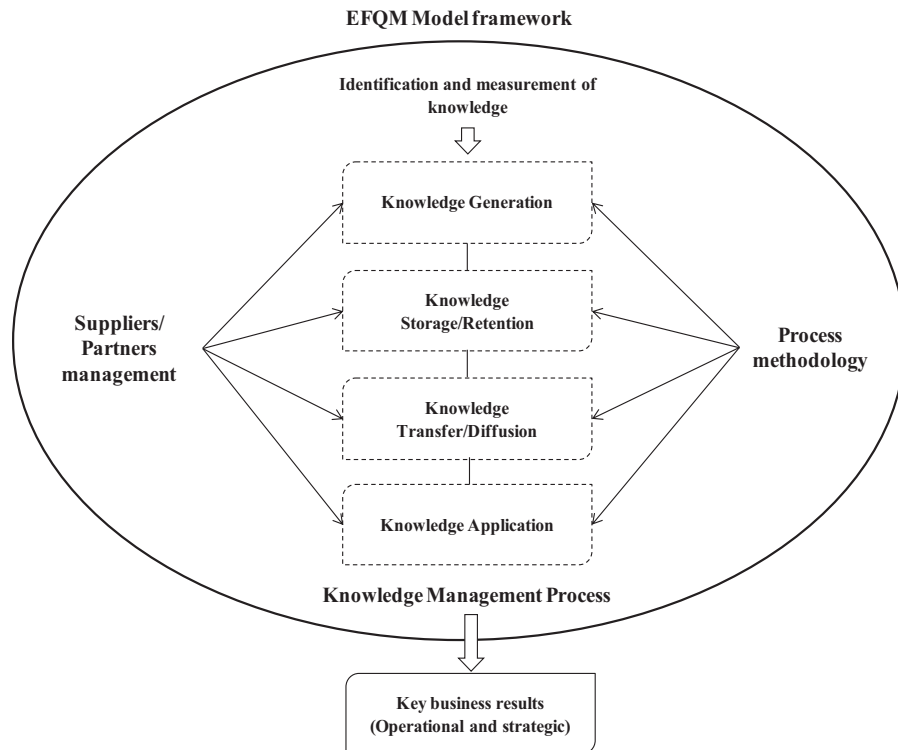 EFQM Model framework
Identification and measurement of
knowledge
Knowledge Generation
Knowledge
Storage/Retention
Suppliers/
Partners
management
Process
methodology
Knowledge
Transfer/Diffusion
Knowledge Application
Knowledge Management Process
Key business results
(Operational and strategic)